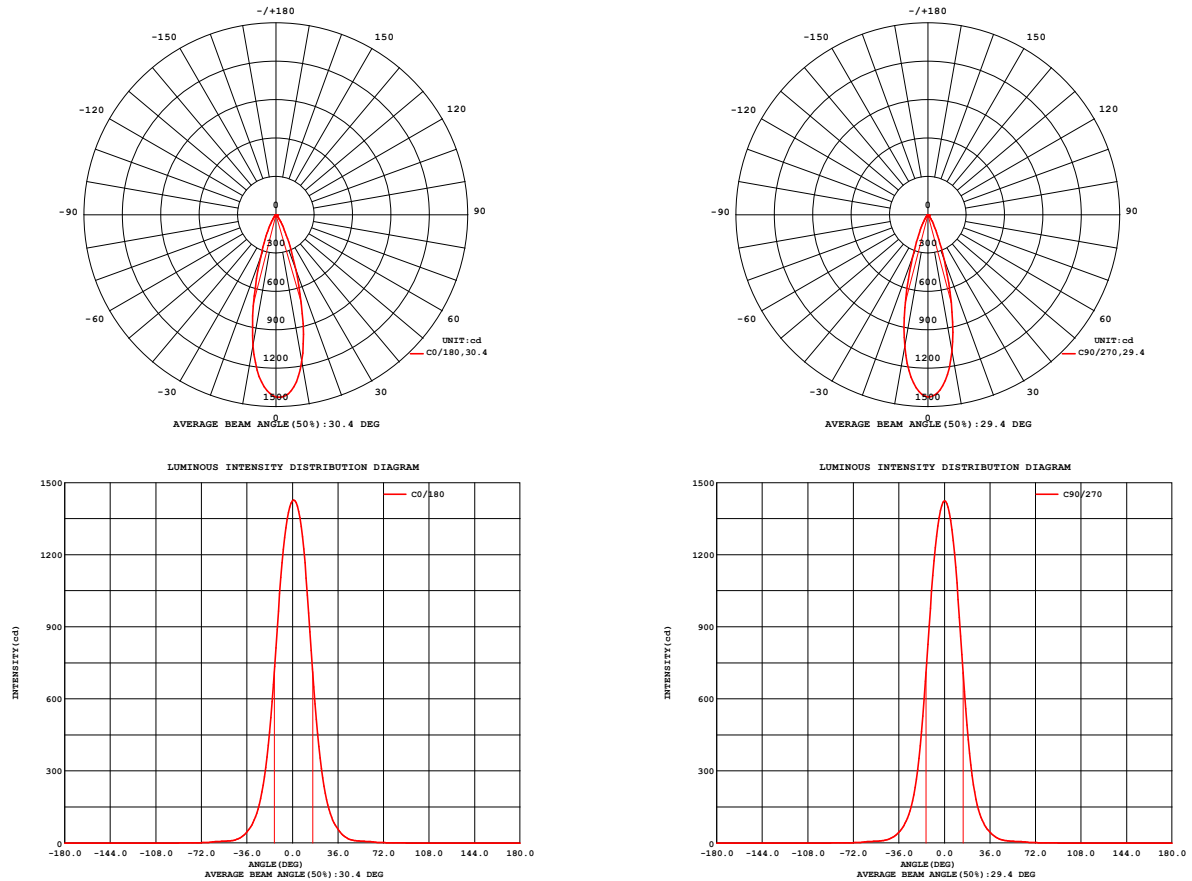 -/+180
-150 150
-120 120
-90 90
-60 60
-30 30
0
300
600
900
1200
1500
0
UNIT:cd
C0/180,30.4
AVERAGE BEAM ANGLE(50%):30.4 DEG
-/+180
-150 150
-120 120
-90 90
-60 60
-30 30
0
300
600
900
1200
1500
0
UNIT:cd
C90/270,29.4
AVERAGE BEAM ANGLE(50%):29.4 DEG
LUMINOUS INTENSITY DISTRIBUTION DIAGRAM
C0/180
INTENSITY(cd)
1500
1200
900
600
300
0
-180.0 -144.0 -108.0 -72.0 -36.0 0.0 36.0 72.0 108.0 144.0 180.0
ANGLE(DEG)
AVERAGE BEAM ANGLE(50%):30.4 DEG
LUMINOUS INTENSITY DISTRIBUTION DIAGRAM
C90/270
INTENSITY(cd)
1500
1200
900
600
300
0
-180.0 -144.0 -108.0 -72.0 -36.0 0.0 36.0 72.0 108.0 144.0 180.0
ANGLE(DEG)
AVERAGE BEAM ANGLE(50%):29.4 DEG